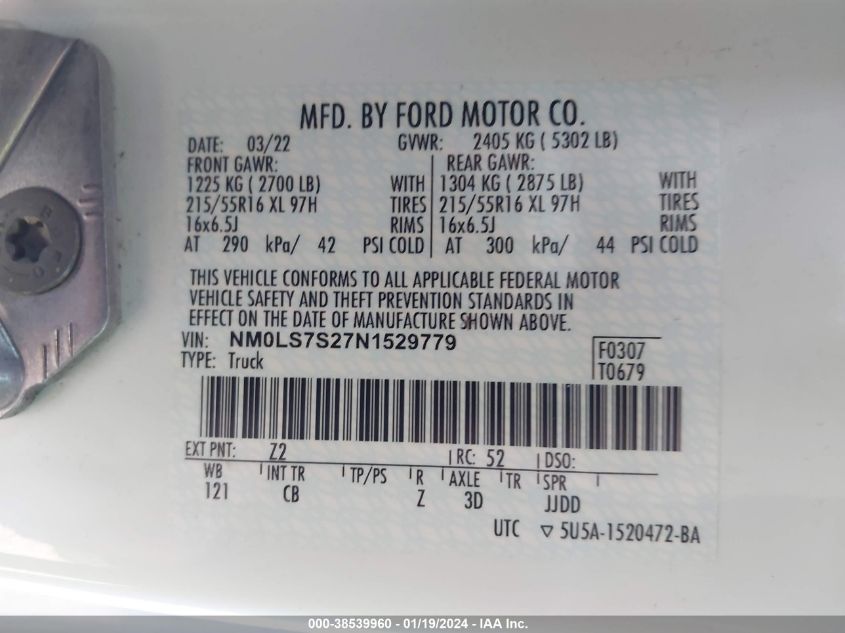 MFD. BY FORD MOTOR CO.
DATE: 03/22 GVWR: 2405 KG ( 5302 LB)
FRONT GAWR: REAR GAWR:
1225 KG ( 2700 LB) WITH 1304 KG ( 2875 LB) WITH
215/55R16 XL 97H TIRES 215/55R16 XL 97H TIRES
16x6.5J RIMS 16x6.5J RIMS
AT 290 kPa/ 42 PSI COLD AT 300 kPa/ 44 PSI COLD
THIS VEHICLE CONFORMS TO ALL APPLICABLE FEDERAL MOTOR
VEHICLE SAFETY AND THEFT PREVENTION STANDARDS IN
EFFECT ON THE DATE OF MANUFACTURE SHOWN ABOVE.
VIN: NM0LS7S27N1529779 F0307
TYPE: Truck T0679
EXT PNT: Z2 RC: 52 DSO:
WB INT TR TP/PS R AXLE TR SPR
121 CB Z 3D JJDD
UTC ▽ 5U5A-1520472-BA
000-38539960 - 01/19/2024 - IAA Inc.